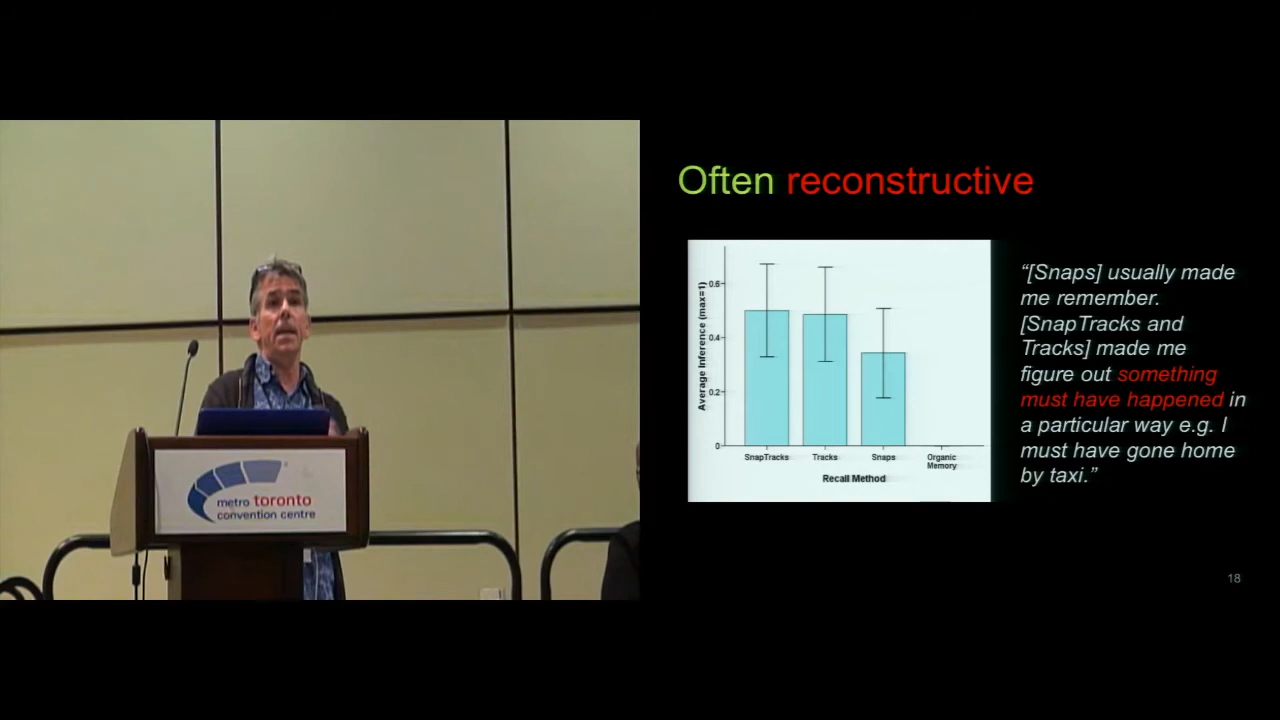 Often reconstructive
Average Inference (max=1)
0.6
0.4
0.2
0
SnapTracks
Tracks
Snaps
Organic
Memory
Recall Method
“[Snaps] usually made
me remember.
[SnapTracks and
Tracks] made me
figure out something
must have happened in
a particular way e.g. I
must have gone home
by taxi.”
18
metro toronto
convention centre